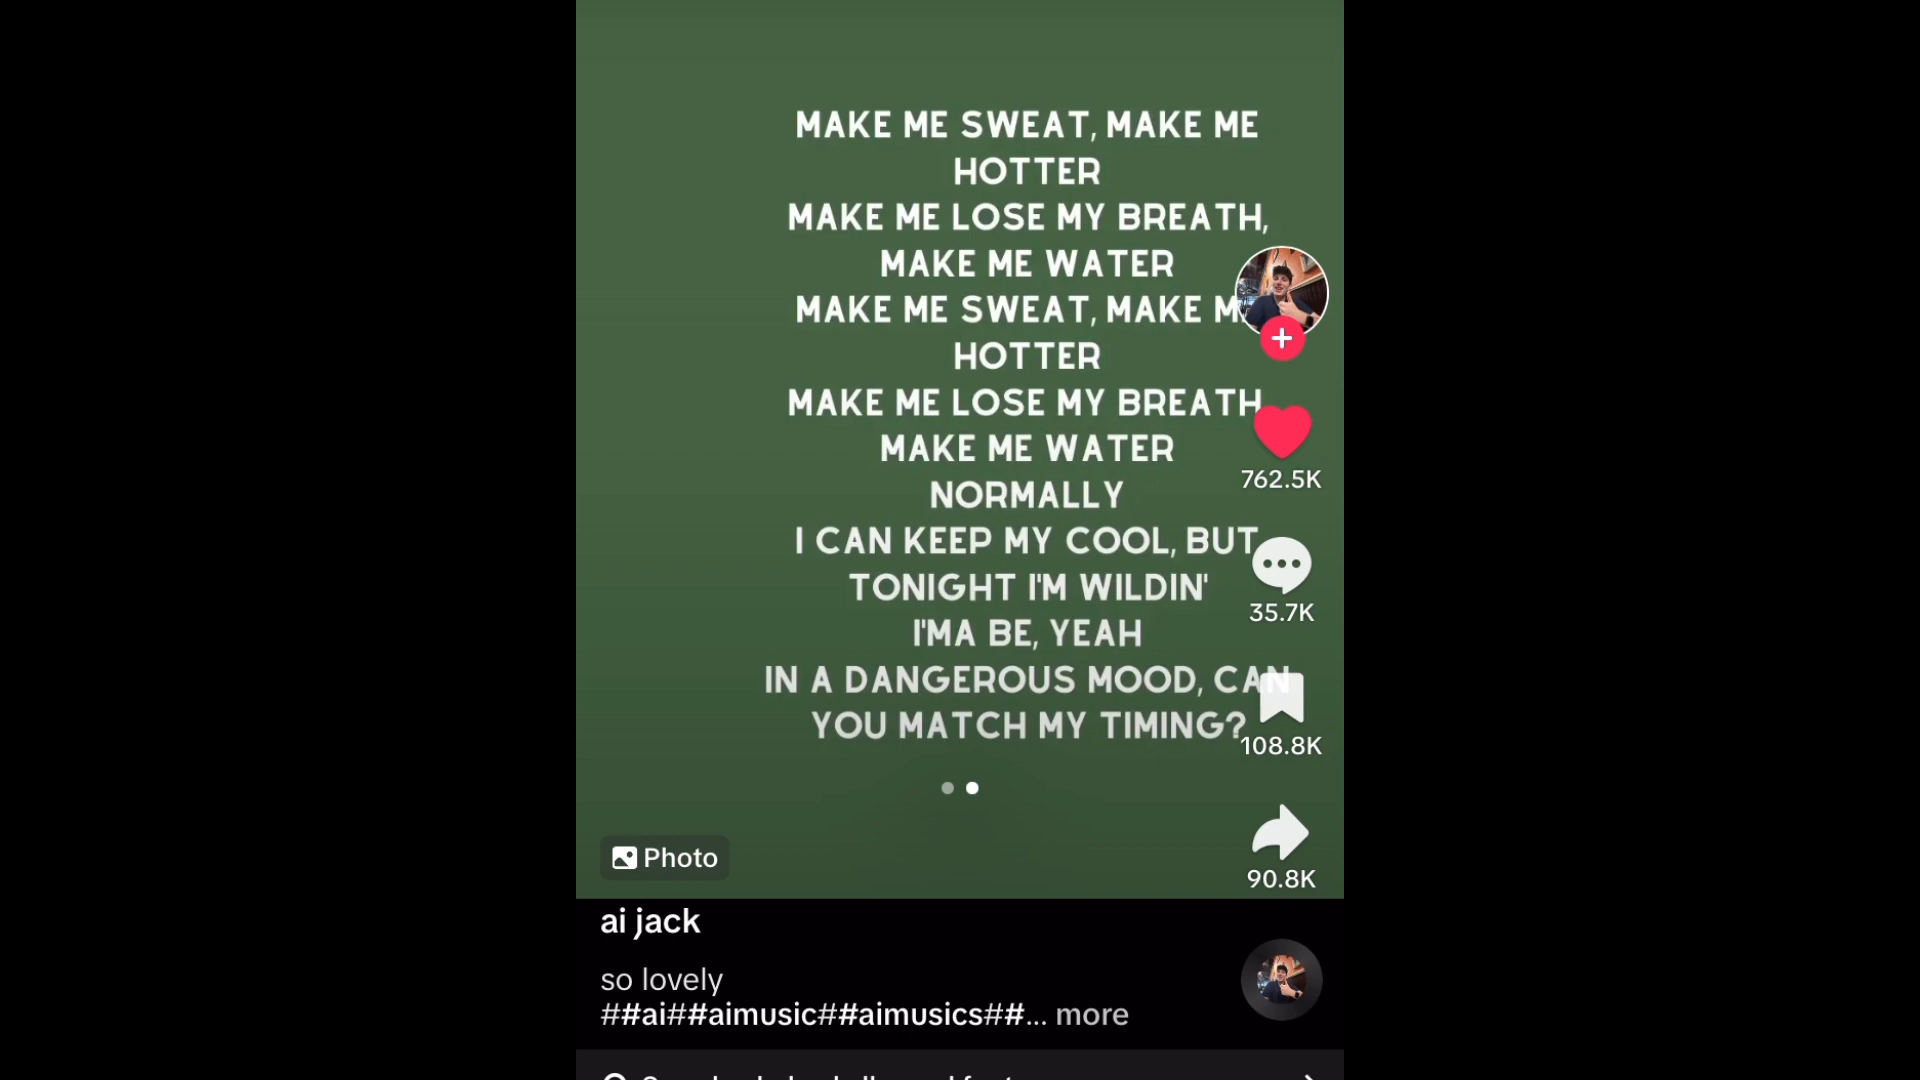 MAKE ME SWEAT, MAKE ME
HOTTER
MAKE ME LOSE MY BREATH,
MAKE ME WATER
MAKE ME SWEAT, MAKE
HOTTER
MAKE ME LOSE MY BREATH
MAKE ME WATER
NORMALLY
I CAN KEEP MY COOL, BUT
TONIGHT I'M WILDIN'
I'MA BE, YEAH
IN A DANGEROUS MOOD, CAN
YOU MATCH MY TIMING?
762.5K
35.7K
108.8K
90.8K
Photo
ai jack
so lovely
##ai##aimusic##aimusics##... more